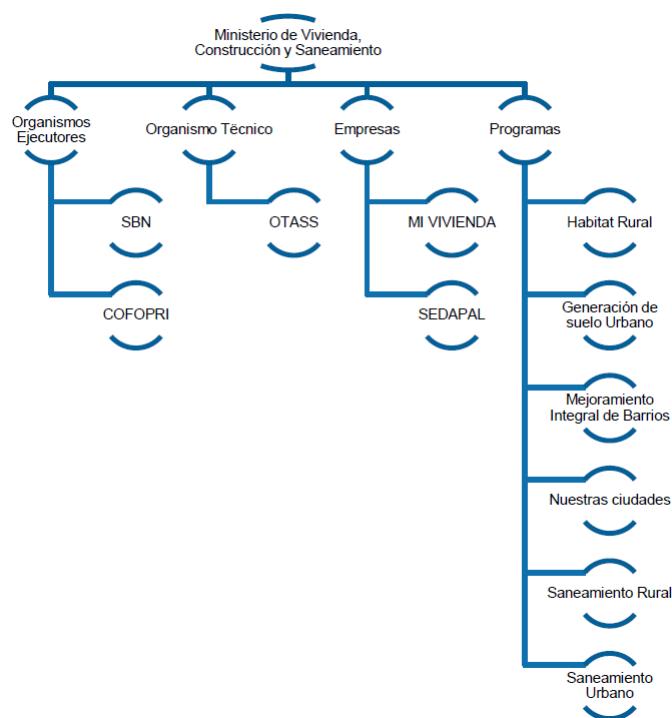 Ministerio de Vivienda,
Construcción y Saneamiento
Organismos
Ejecutores
Organismo Tëcnico
Empresas
Programas
SBN
COFOPRI
OTASS
MI VIVIENDA
SEDAPAL
Habitat Rural
Generación de
suelo Urbano
Mejoramiento
Integral de Barrios
Nuestras ciudades
Saneamiento Rural
Saneamiento
Urbano